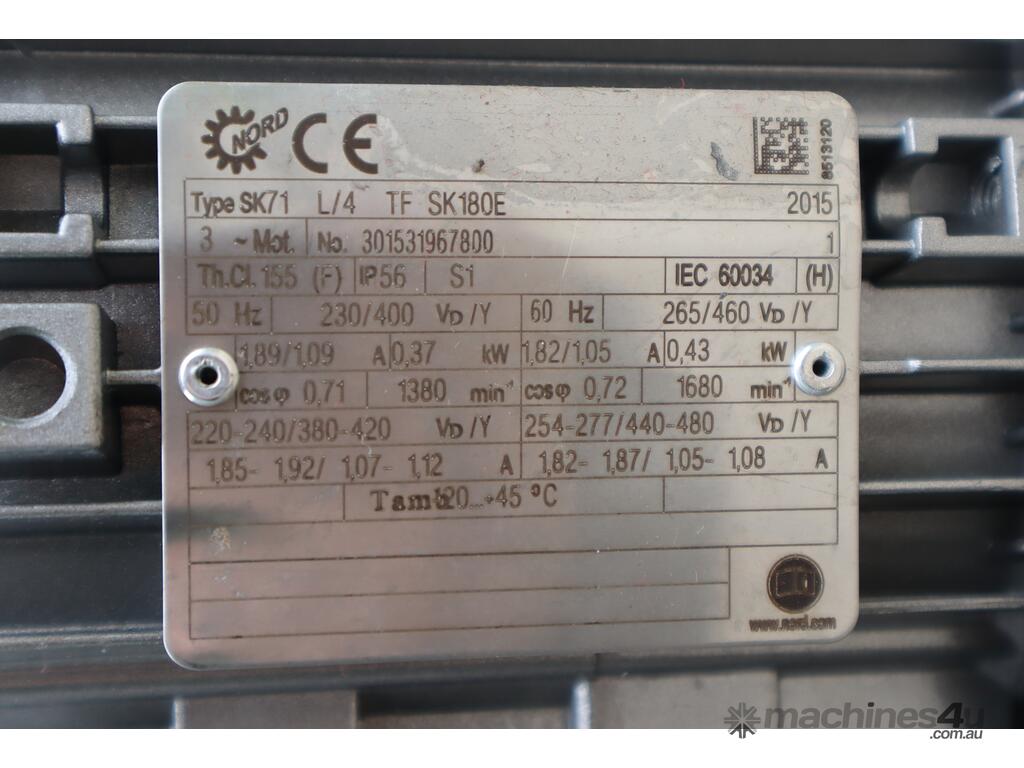 NORD CE
8513120
Type SK71 L/4 TF SK180E 2015
3 ~Mot. No. 301531967800 1
Th.Cl. 155 (F) IP56 S1 IEC 60034 (H)
50 Hz 230/400 VD/Y 60 Hz 265/460 VD/Y
1,89/1,09 A 0,37 kW 1,82/1,05 A 0,43 kW
cosφ 0,71 1380 min⁻¹ cosφ 0,72 1680 min⁻¹
220-240/380-420 VD/Y 254-277/440-480 VD/Y
1,85- 1,92/ 1,07- 1,12 A 1,82- 1,87/ 1,05- 1,08 A
20...+45 °C
www.nord.com
machines4u
.com.au